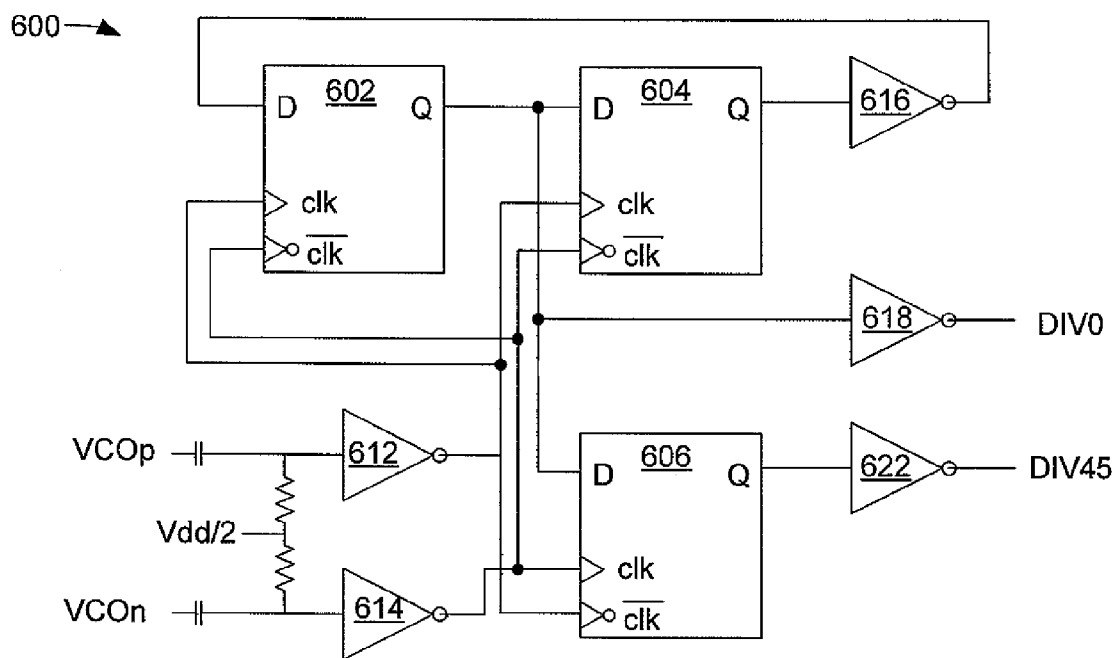 600
602
D
Q
clk
clk
604
D
Q
clk
clk
616
618
DIV0
VCOp
612
Vdd/2
VCOn
614
606
D
Q
clk
clk
622
DIV45